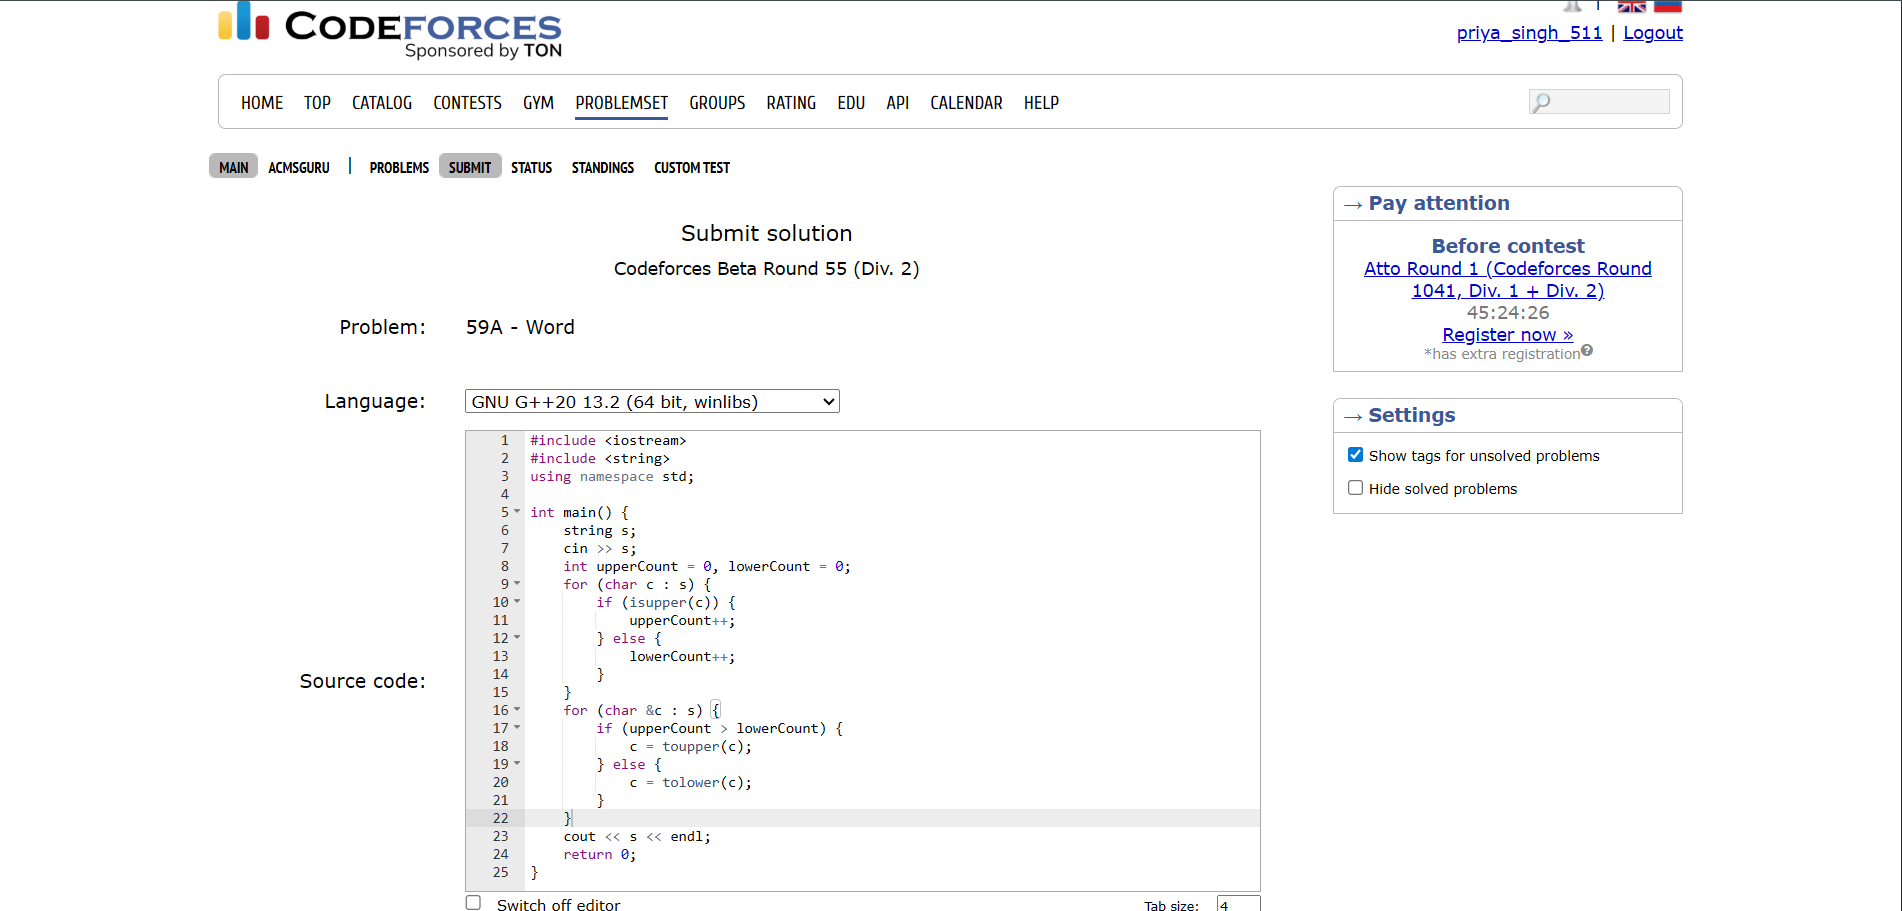 CODEFORCES
Sponsored by TON
priya_singh_511 | Logout
HOME TOP CATALOG CONTESTS GYM PROBLEMSET GROUPS RATING EDU API CALENDAR HELP
MAIN ACMSGURU | PROBLEMS SUBMIT STATUS STANDINGS CUSTOM TEST
Submit solution
Codeforces Beta Round 55 (Div. 2)
Problem: 59A - Word
Language: GNU G++20 13.2 (64 bit, winlibs)
Source code:
1 #include <iostream>
2 #include <string>
3 using namespace std;
4
5 int main() {
6     string s;
7     cin >> s;
8     int upperCount = 0, lowerCount = 0;
9     for (char c : s) {
10         if (isupper(c)) {
11             upperCount++;
12         } else {
13             lowerCount++;
14         }
15     }
16     for (char &c : s) {
17         if (upperCount > lowerCount) {
18             c = toupper(c);
19         } else {
20             c = tolower(c);
21         }
22     }
23     cout << s << endl;
24     return 0;
25 }
Switch off editor
Tab size: 4
→ Pay attention
Before contest
Atto Round 1 (Codeforces Round
1041, Div. 1 + Div. 2)
45:24:26
Register now »
*has extra registration
→ Settings
Show tags for unsolved problems
Hide solved problems